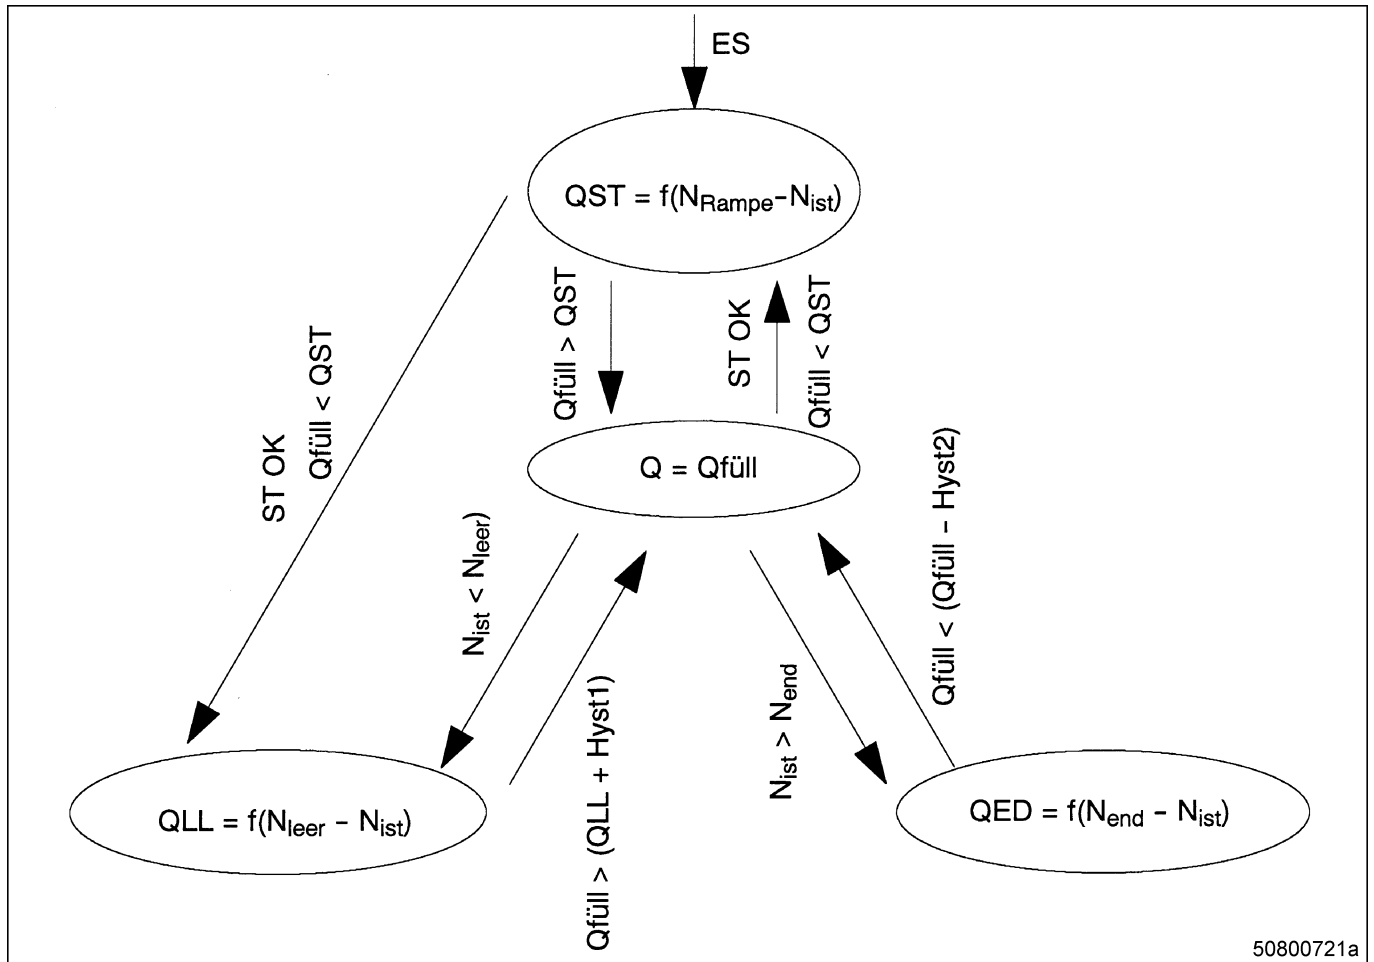 ES
QST = f(NRampe-Nist)
Qfüll > QST
ST OK
Qfüll < QST
ST OK
Qfüll < QST
Q = Qfüll
Nist < Nleer)
Qfüll > (QLL + Hyst1)
Nist > Nend
Qfüll < (Qfüll - Hyst2)
QLL = f(Nleer - Nist)
QED = f(Nend - Nist)
50800721a